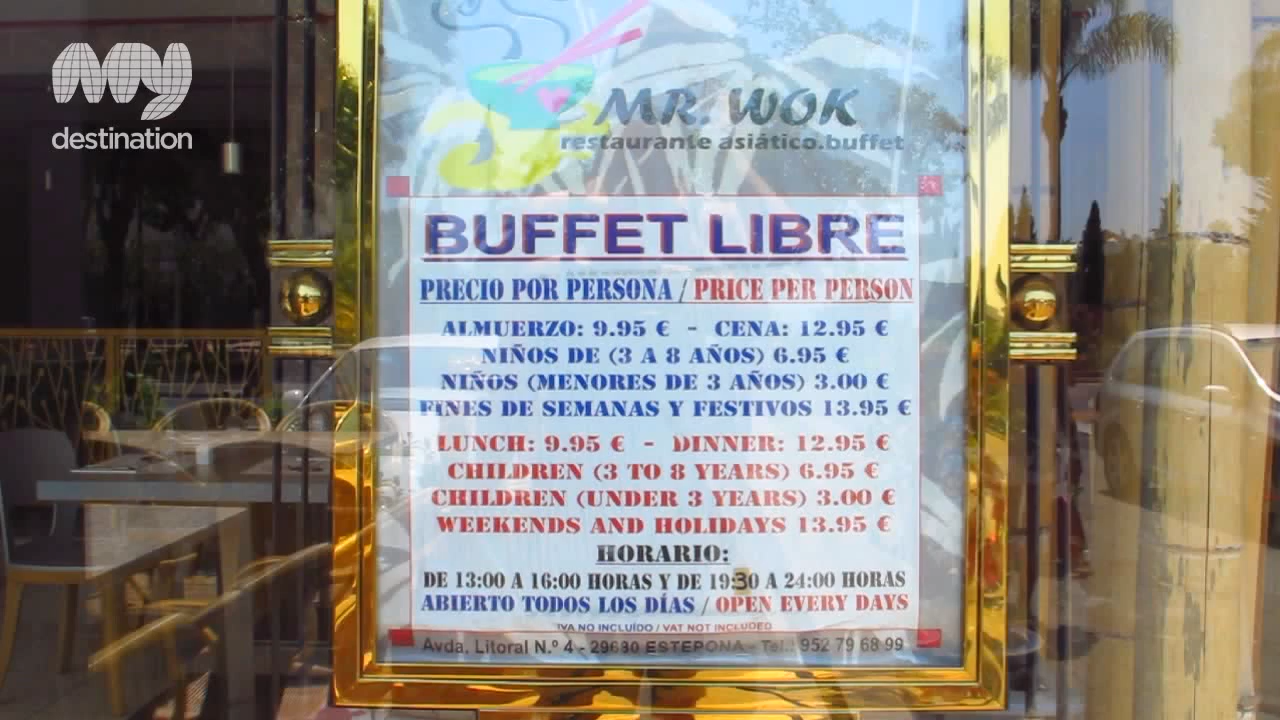 my
destination
MR. WOK
restaurante asiático.buffet
BUFFET LIBRE
PRECIO POR PERSONA / PRICE PER PERSON
ALMUERZO: 9.95 € - CENA: 12.95 €
NIÑOS DE (3 A 8 AÑOS) 6.95 €
NIÑOS (MENORES DE 3 AÑOS) 3.00 €
FINES DE SEMANAS Y FESTIVOS 13.95 €
LUNCH: 9.95 € - DINNER: 12.95 €
CHILDREN (3 TO 8 YEARS) 6.95 €
CHILDREN (UNDER 3 YEARS) 3.00 €
WEEKENDS AND HOLIDAYS 13.95 €
HORARIO:
DE 13:00 A 16:00 HORAS Y DE 19:30 A 24:00 HORAS
ABIERTO TODOS LOS DÍAS / OPEN EVERY DAYS
IVA NO INCLUÍDO / VAT NOT INCLUDED
Avda. Litoral N.º 4 - 29680 ESTEPONA - Tel.: 952 79 68 99